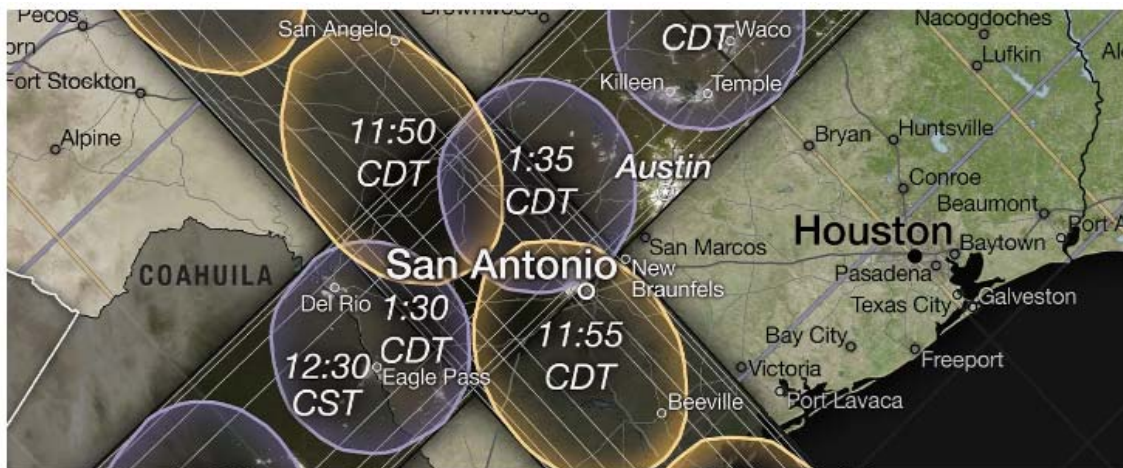 Pecos
San Angelo
Waco
CDT
Nacogdoches
Lufkin
Fort Stockton
Killeen
Temple
Alpine
11:50
CDT
1:35
CDT
Austin
Bryan
Huntsville
Conroe
Beaumont
Houston
San Marcos
Baytown
COAHUILA
San Antonio
New
Braunfels
Pasadena
Del Rio
Texas City
Galveston
1:30
CDT
11:55
CDT
Bay City
12:30
CST
Eagle Pass
Freeport
Victoria
Beeville
Port Lavaca